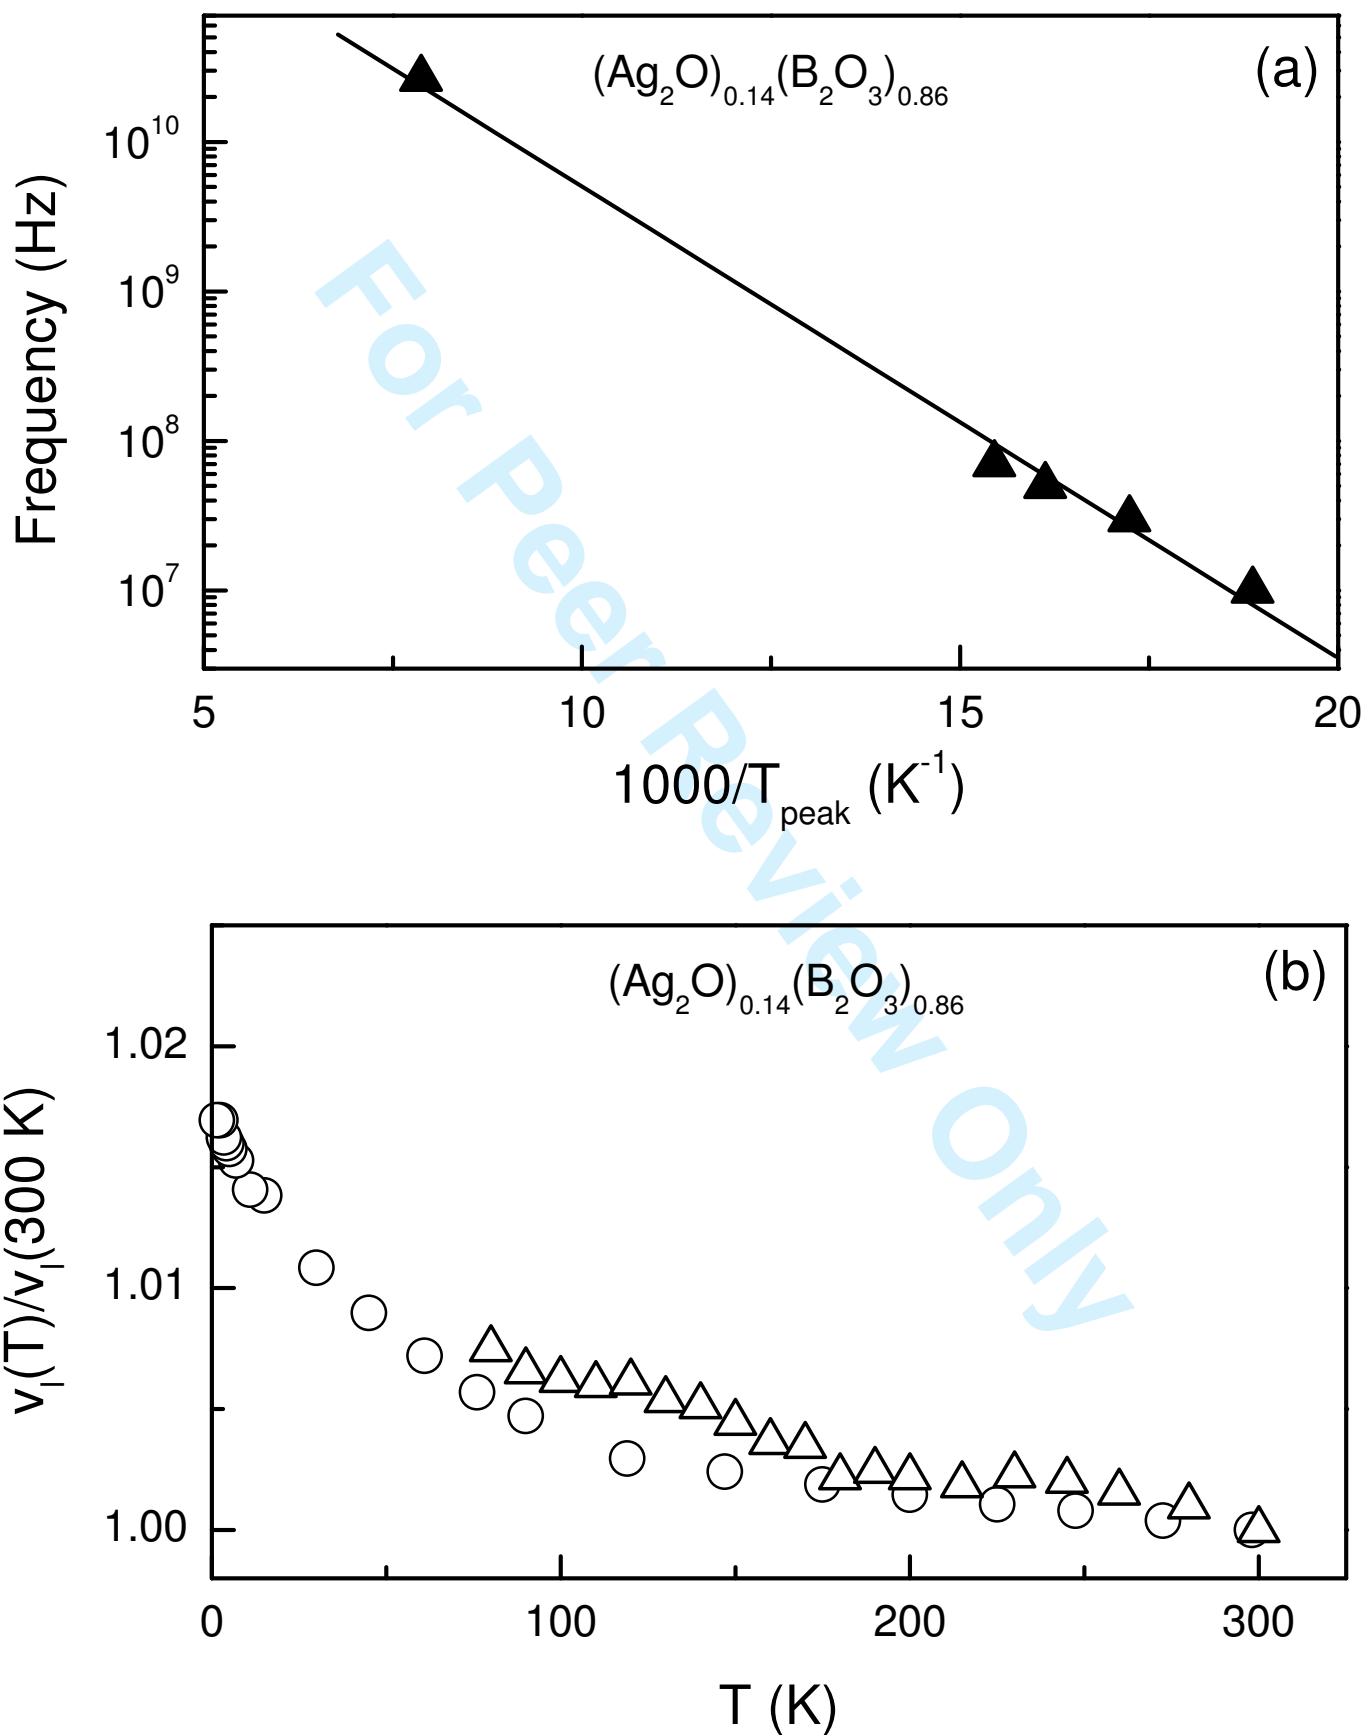 (Ag2O)0.14(B2O3)0.86
(a)
10^10
10^9
10^8
10^7
Frequency (Hz)
5 10 15 20
1000/Tpeak (K^-1)
For Peer Review Only
(Ag2O)0.14(B2O3)0.86
(b)
1.02
1.01
1.00
vl(T)/vl(300 K)
0 100 200 300
T (K)